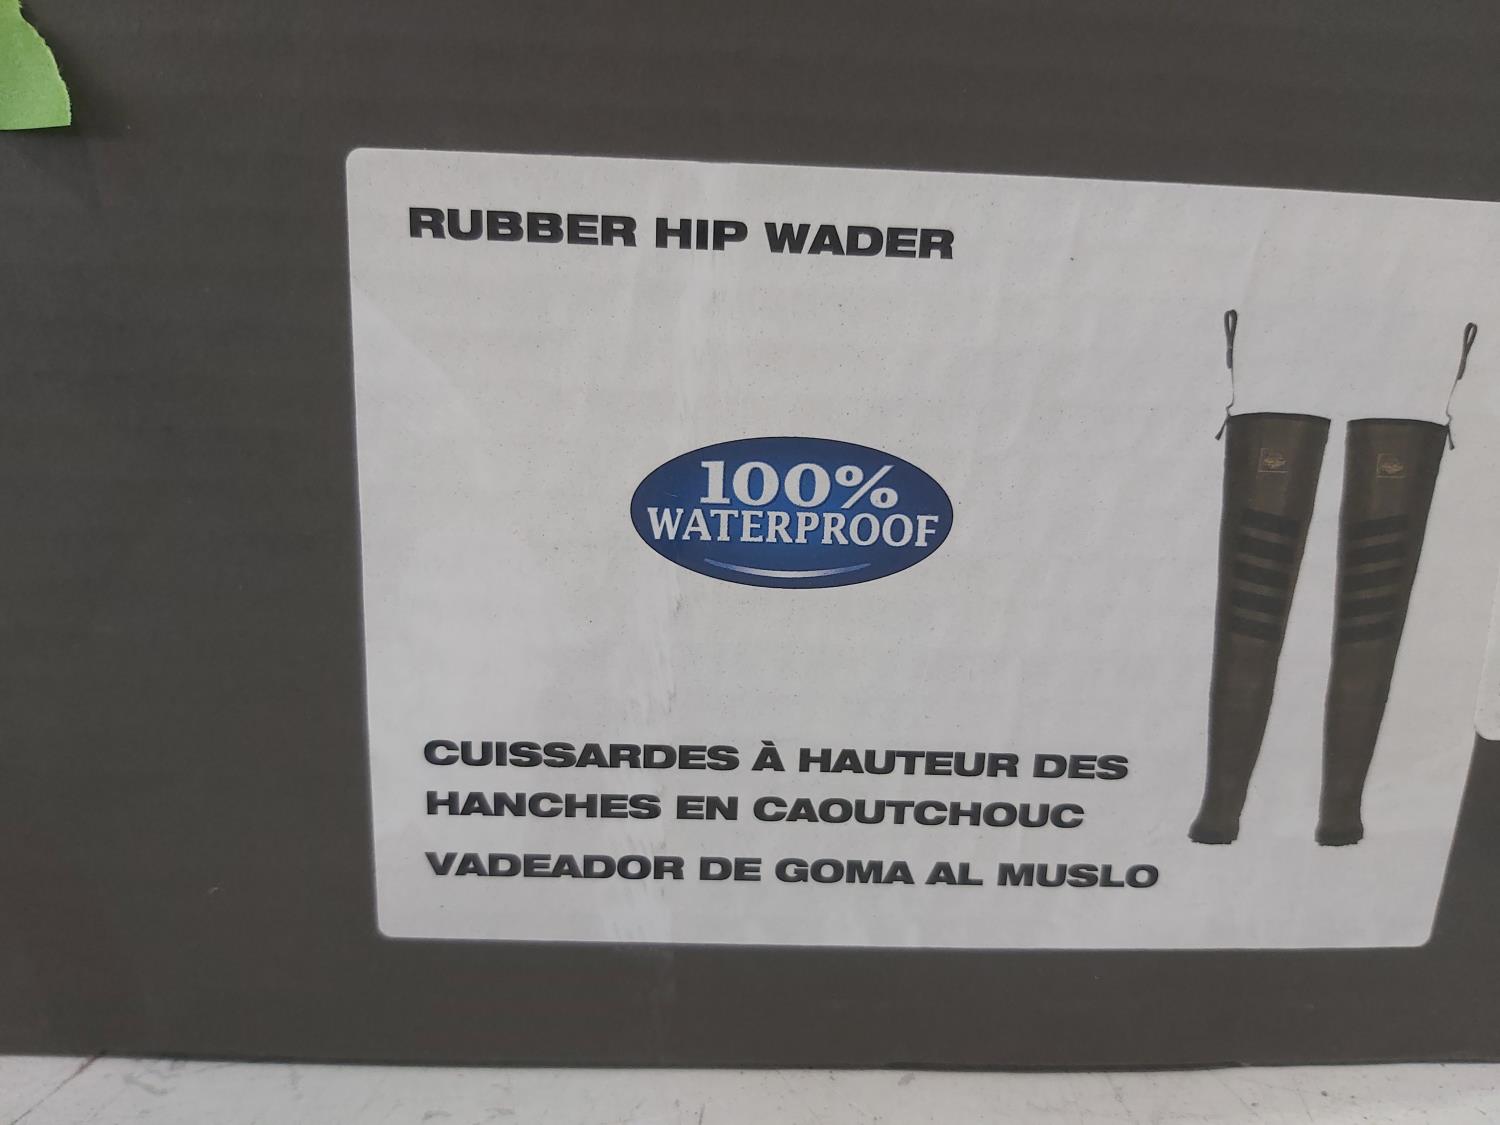 RUBBER HIP WADER
100%
WATERPROOF
CUISSARDES À HAUTEUR DES
HANCHES EN CAOUTCHOUC
VADEADOR DE GOMA AL MUSLO